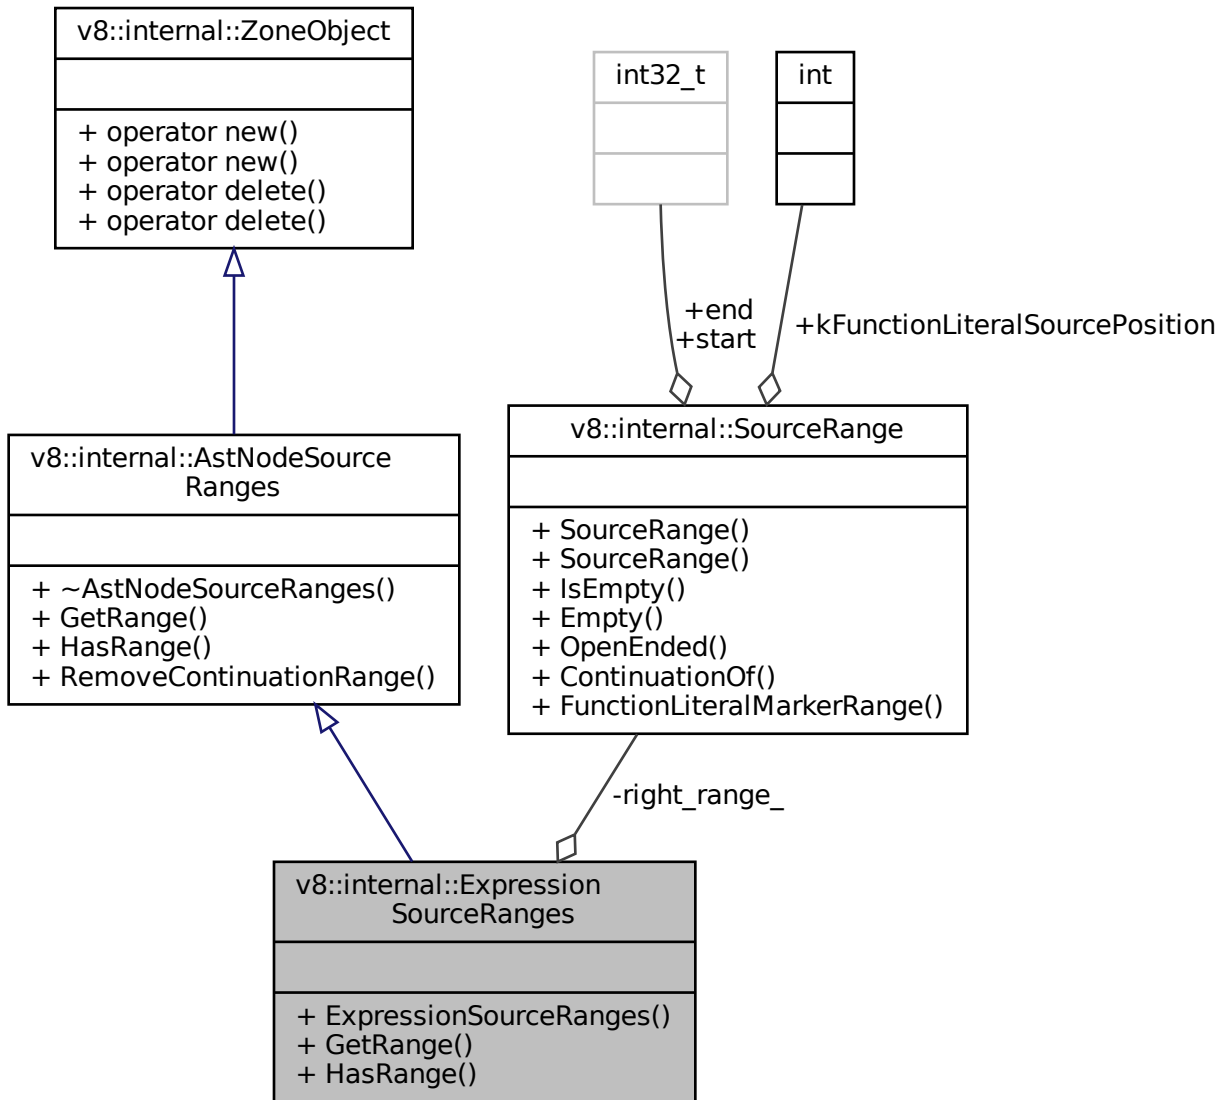 v8::internal::ZoneObject
+ operator new()
+ operator new()
+ operator delete()
+ operator delete()
int32_t
int
+end
+start
+kFunctionLiteralSourcePosition
v8::internal::AstNodeSource
Ranges
+ ~AstNodeSourceRanges()
+ GetRange()
+ HasRange()
+ RemoveContinuationRange()
v8::internal::SourceRange
+ SourceRange()
+ SourceRange()
+ IsEmpty()
+ Empty()
+ OpenEnded()
+ ContinuationOf()
+ FunctionLiteralMarkerRange()
-right_range_
v8::internal::Expression
SourceRanges
+ ExpressionSourceRanges()
+ GetRange()
+ HasRange()